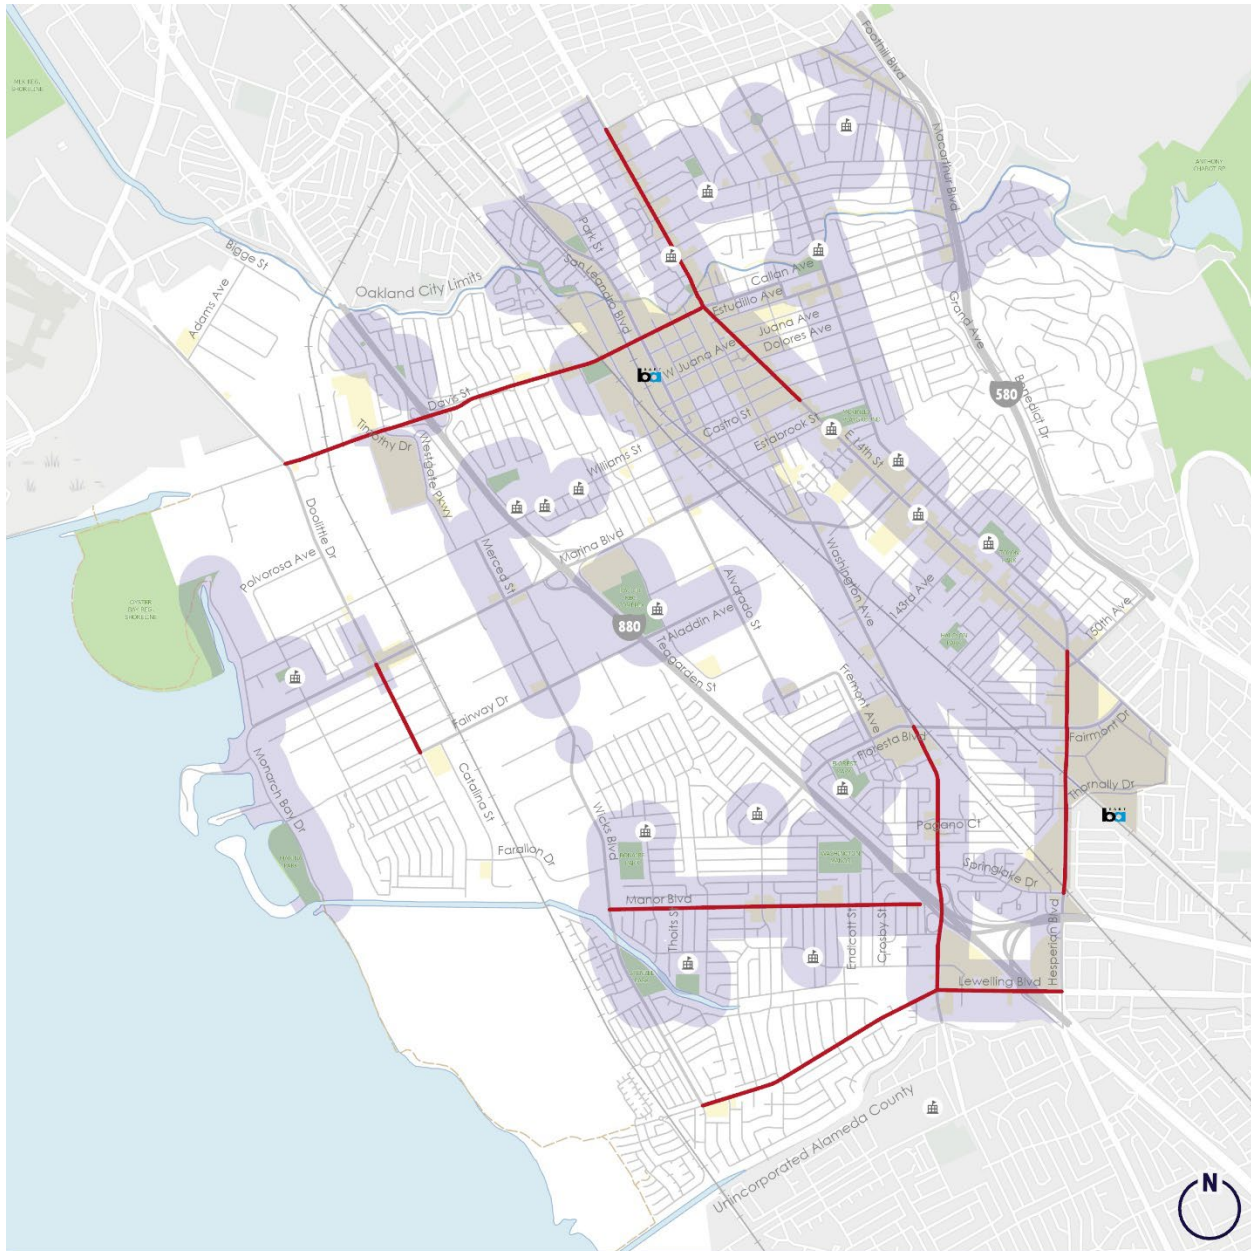 Foothill Blvd
Macarthur Blvd
Park St
Bigge St
San Leandro Blvd
Callan Ave
Oakland City Limits
Estudillo Ave
Adams Ave
Juana Ave
Dolores Ave
Grand Ave
W Juana Ave
ba
580
Benedict Dr
Davis St
Castro St
Estabrook St
Timothy Dr
E 14th St
Westgate Pkwy
Williams St
Doolittle Dr
Marina Blvd
Washington Ave
Polvorosa Ave
Merced St
Alvarado St
143rd Ave
150th Ave
880
Aladdin Ave
Teagarden St
Fremont Ave
Fairway Dr
Floresta Blvd
Fairmont Dr
Monarch Bay Dr
Catalina St
Thornally Dr
ba
Wicks Blvd
Pagano Ct
Farallon Dr
Springlake Dr
Manor Blvd
Thoits St
Endicott St
Crosby St
Hesperian Blvd
Lewelling Blvd
Unincorporated Alameda County
N